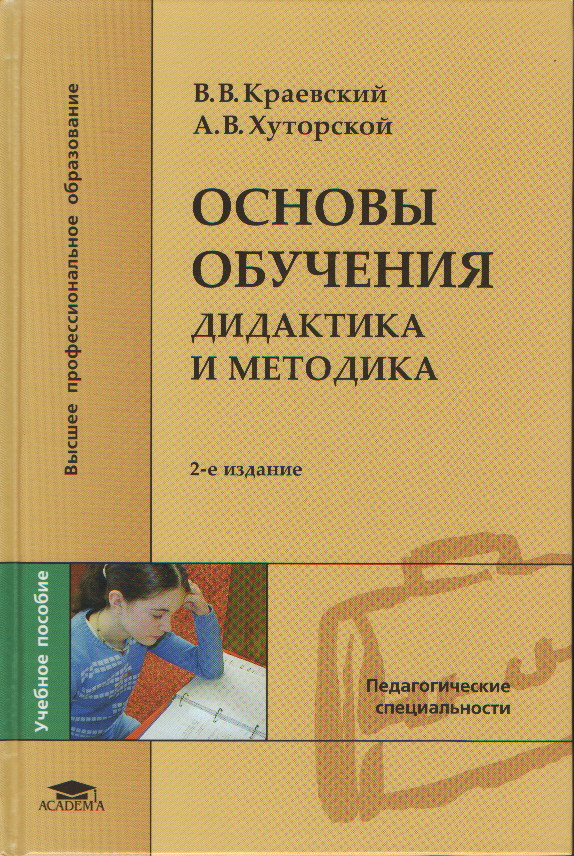 В. В. Краевский
А. В. Хуторской
ОСНОВЫ
ОБУЧЕНИЯ
ДИДАКТИКА
И МЕТОДИКА
2-е издание
Высшее профессиональное образование
Учебное пособие
Педагогические
специальности
ACADEMA